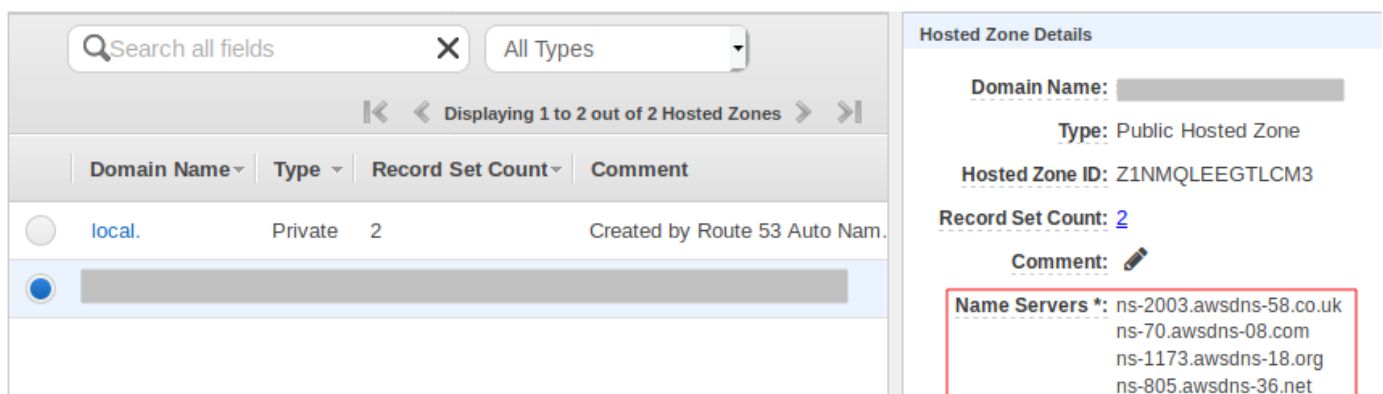 Search all fields
All Types
Displaying 1 to 2 out of 2 Hosted Zones
Domain Name Type Record Set Count Comment
local. Private 2 Created by Route 53 Auto Nam.
Hosted Zone Details
Domain Name:
Type: Public Hosted Zone
Hosted Zone ID: Z1NMQLEEGTLCM3
Record Set Count: 2
Comment:
Name Servers *: ns-2003.awsdns-58.co.uk
ns-70.awsdns-08.com
ns-1173.awsdns-18.org
ns-805.awsdns-36.net